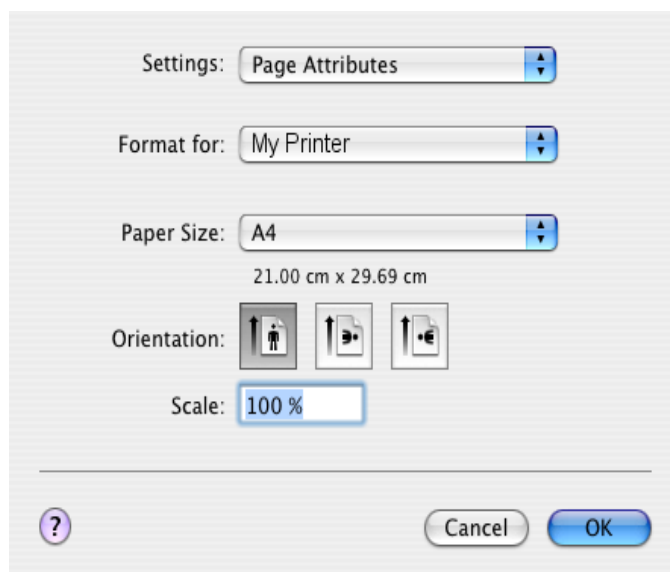 Settings: Page Attributes
Format for: My Printer
Paper Size: A4
21.00 cm x 29.69 cm
Orientation:
Scale: 100 %
? Cancel OK